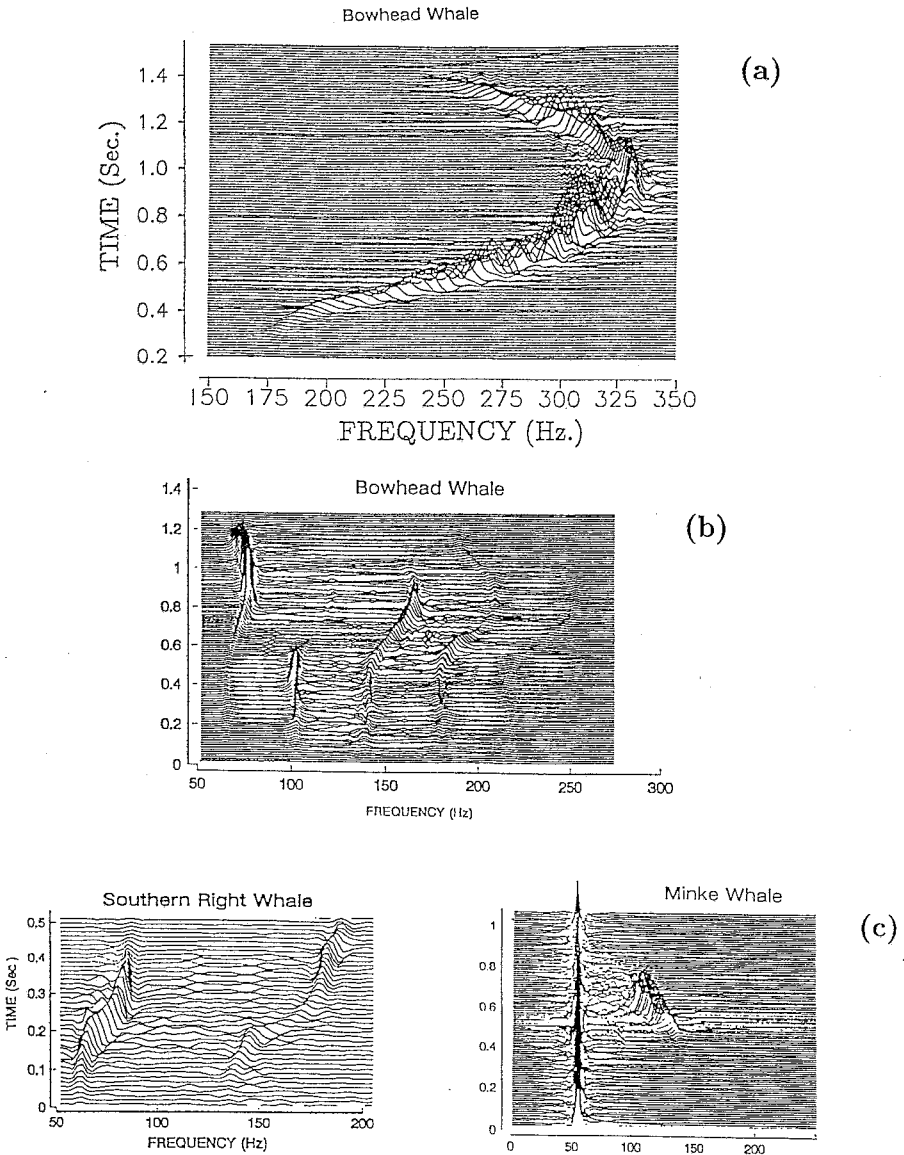 Bowhead Whale
(a)
1.4
1.2
1.0
0.8
0.6
0.4
0.2
TIME (Sec.)
150 175 200 225 250 275 300 325 350
FREQUENCY (Hz.)
Bowhead Whale
(b)
1.4
1.2
1
0.8
0.6
0.4
0.2
0
50 100 150 200 250 300
FREQUENCY (Hz)
Southern Right Whale
0.5
0.4
0.3
0.2
0.1
0
TIME (Sec)
50 100 150 200
FREQUENCY (Hz)
Minke Whale
(c)
1
0.8
0.6
0.4
0.2
0
0 50 100 150 200